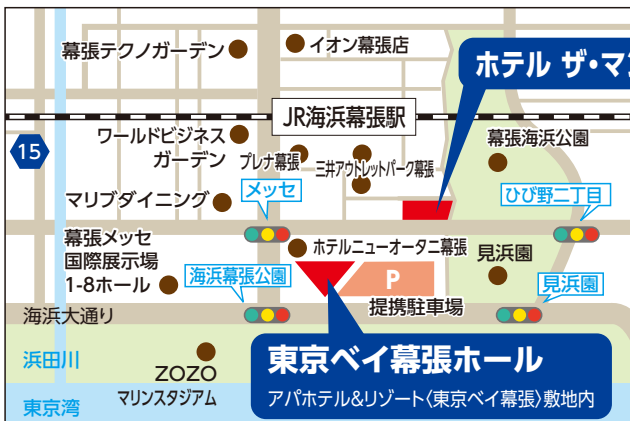 幕張テクノガーデン
イオン幕張店
ホテル ザ・マン
JR海浜幕張駅
15
ワールドビジネス
ガーデン
プレナ幕張
三井アウトレットパーク幕張
幕張海浜公園
マリブダイニング
メッセ
ひび野二丁目
幕張メッセ
国際展示場
1-8ホール
ホテルニューオータニ幕張
海浜幕張公園
P
提携駐車場
見浜園
見浜園
海浜大通り
浜田川
ZOZO
マリンスタジアム
東京湾
東京ベイ幕張ホール
アパホテル&リゾート〈東京ベイ幕張〉敷地内